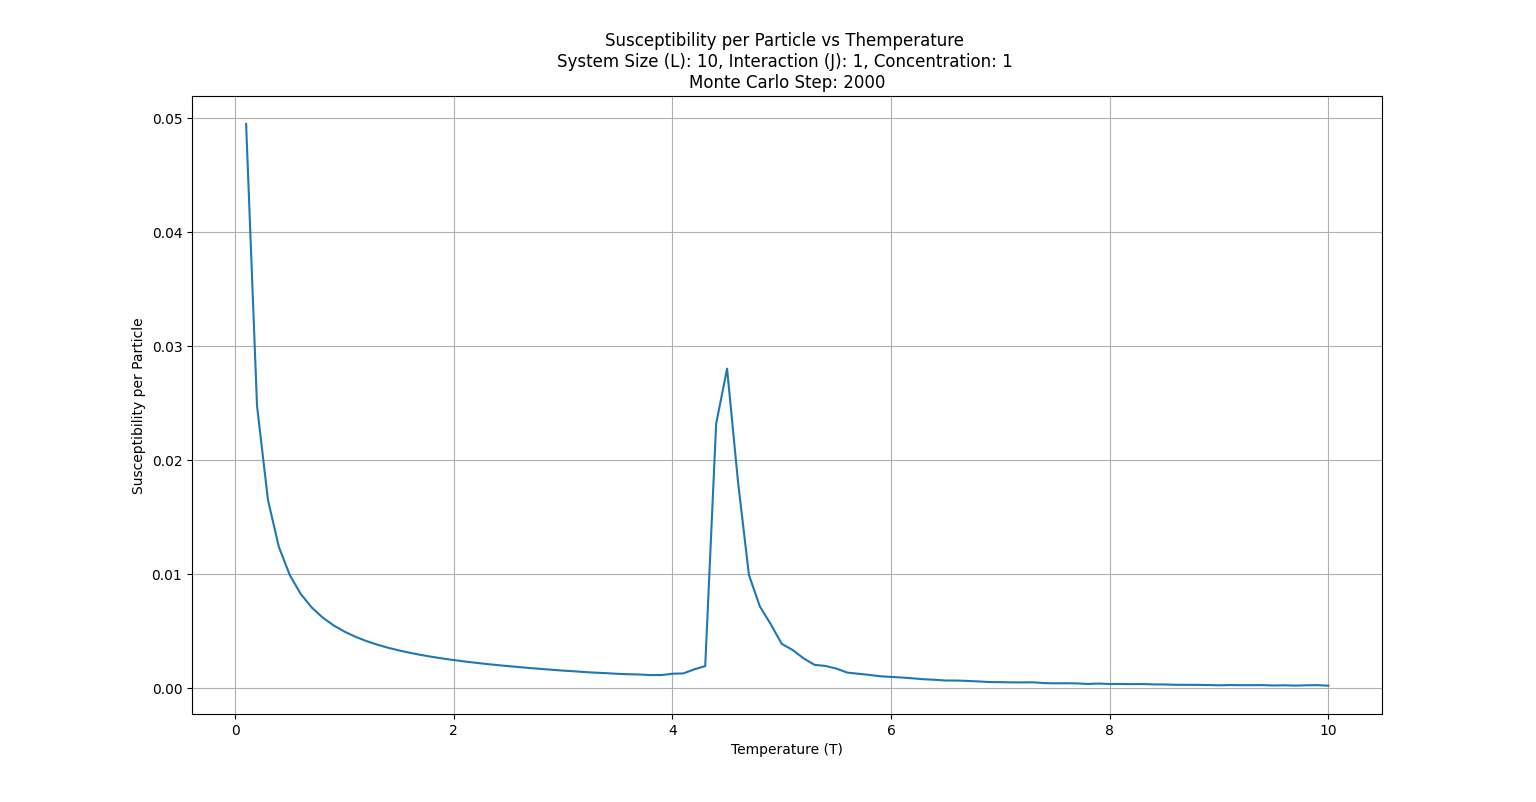 Susceptibility per Particle vs Themperature
System Size (L): 10, Interaction (J): 1, Concentration: 1
Monte Carlo Step: 2000
0.05
0.04
0.03
0.02
0.01
0.00
Susceptibility per Particle
0
2
4
6
8
10
Temperature (T)